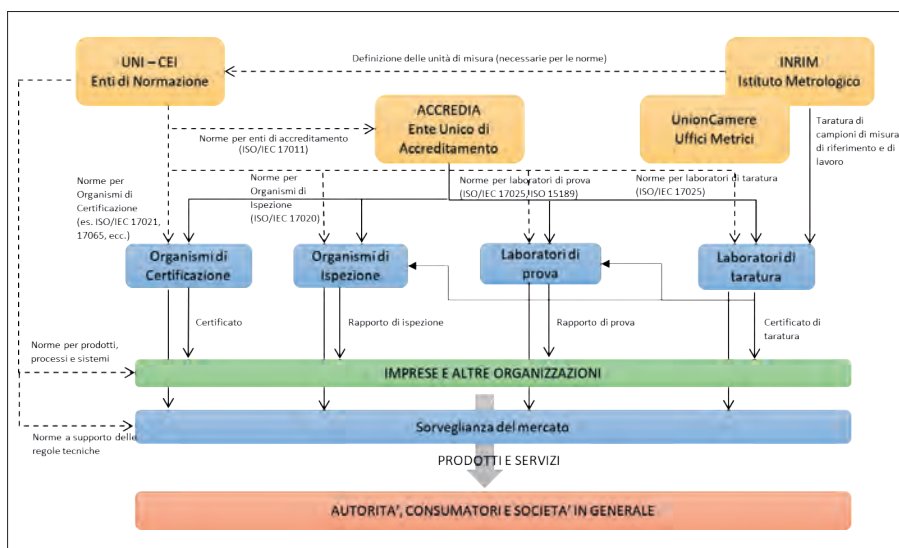 UNI – CEI
Enti di Normazione
Definizione delle unità di misura (necessarie per le norme)
INRIM
Istituto Metrologico
ACCREDIA
Ente Unico di
Accreditamento
UnionCamere
Uffici Metrici
Taratura di
campioni di misura
di riferimento e di
lavoro
Norme per enti di accreditamento
(ISO/IEC 17011)
Norme per
Organismi di
Certificazione
(es. ISO/IEC 17021,
17065, ecc.)
Norme per
Organismi di
Ispezione
(ISO/IEC 17020)
Norme per laboratori di prova
(ISO/IEC 17025, ISO 15189)
Norme per laboratori di taratura
(ISO/IEC 17025)
Organismi di
Certificazione
Organismi di
Ispezione
Laboratori di
prova
Laboratori di
taratura
Certificato
Rapporto di ispezione
Rapporto di prova
Certificato di
taratura
Norme per prodotti,
processi e sistemi
IMPRESE E ALTRE ORGANIZZAZIONI
Sorveglianza del mercato
Norme a supporto delle
regole tecniche
PRODOTTI E SERVIZI
AUTORITA’, CONSUMATORI E SOCIETA’ IN GENERALE